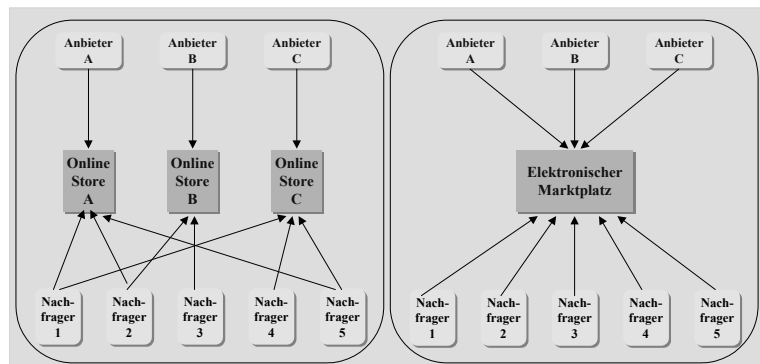 Anbieter
A
Anbieter
B
Anbieter
C
Online
Store
A
Online
Store
B
Online
Store
C
Nach-
frager
1
Nach-
frager
2
Nach-
frager
3
Nach-
frager
4
Nach-
frager
5
Anbieter
A
Anbieter
B
Anbieter
C
Elektronischer
Marktplatz
Nach-
frager
1
Nach-
frager
2
Nach-
frager
3
Nach-
frager
4
Nach-
frager
5